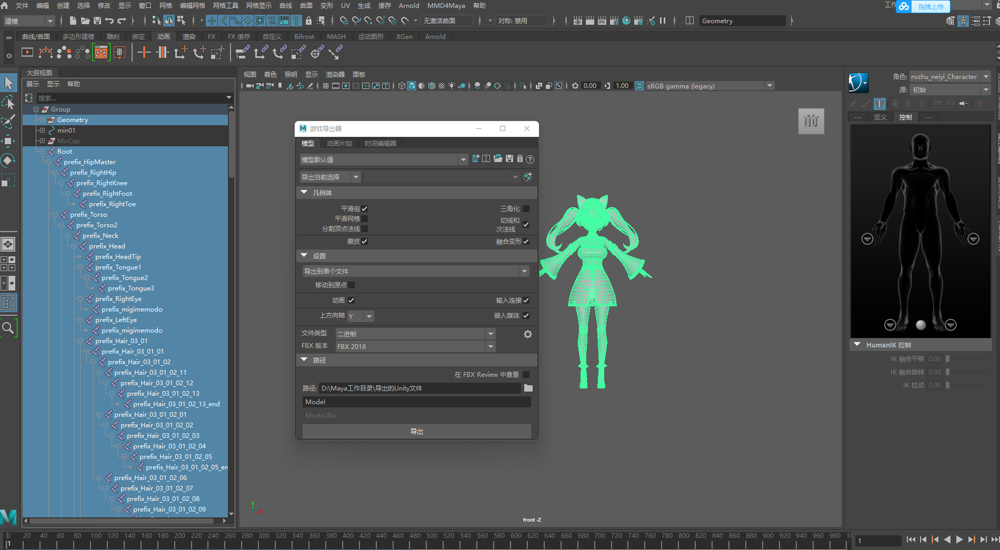 文件 编辑 创建 选择 修改 显示 窗口 网格 编辑网格 网格工具 网格显示 曲线 曲面 变形 UV 生成 缓存 Arnold MMD4Maya 帮助
工作
拖拽上传
建模
无激活曲面
对称: 禁用
Geometry
曲线/曲面 多边形建模 雕刻 绑定 动画 渲染 FX FX 缓存 自定义 Bifrost MASH 运动图形 XGen Arnold
大纲视图
展示 显示 帮助
搜索...
Group
Geometry
min01
MoCap
Root
prefix_HipMaster
prefix_RightHip
prefix_RightKnee
prefix_RightFoot
prefix_RightToe
prefix_Torso
prefix_Torso2
prefix_Neck
prefix_Head
prefix_HeadTip
prefix_Tongue1
prefix_Tongue2
prefix_Tongue3
prefix_RightEye
prefix_migimemodo
prefix_LeftEye
prefix_migimemodo
prefix_Hair_03_01
prefix_Hair_03_01_01
prefix_Hair_03_01_02
prefix_Hair_03_01_02_11
prefix_Hair_03_01_02_12
prefix_Hair_03_01_02_13
prefix_Hair_03_01_02_13_end
prefix_Hair_03_01_02_01
prefix_Hair_03_01_02_02
prefix_Hair_03_01_02_03
prefix_Hair_03_01_02_04
prefix_Hair_03_01_02_05
prefix_Hair_03_01_02_05_en
prefix_Hair_03_01_02_06
prefix_Hair_03_01_02_07
prefix_Hair_03_01_02_08
prefix_Hair_03_01_02_09
视图 着色 照明 显示 渲染器 面板
0.00
1.00
sRGB gamma (legacy)
前
游戏导出器
模型 动画片段 时间编辑器
模型默认值
导出当前选择
几何体
平滑组
三角化
平滑网格
切线和
次法线
分割顶点法线
蒙皮
融合变形
设置
导出到单个文件
移动到原点
动画
输入连接
上方向轴 Y
嵌入媒体
文件类型 二进制
FBX 版本 FBX 2018
路径
在 FBX Review 中查看
路径: D:\Maya工作目录\导出的Unity文件
Model
Model.fbx
导出
front -Z
y
x
角色: nvzhu_neiyi_Character
源: 初始
--- 定义 控制 ---
HumanIK 控制
IK 融合平移 0.00
IK 融合旋转 0.00
IK 拉动 0.00
0 20 40 60 80 100 120 140 160 180 200 220 240 260 280 300 320 340 360 380 400 420 440 460 480 500 520 540 560 580 600 620 640 660 680 700 720 740 760 780 800 820 840 860 880 900 920 940 960 980
1
1